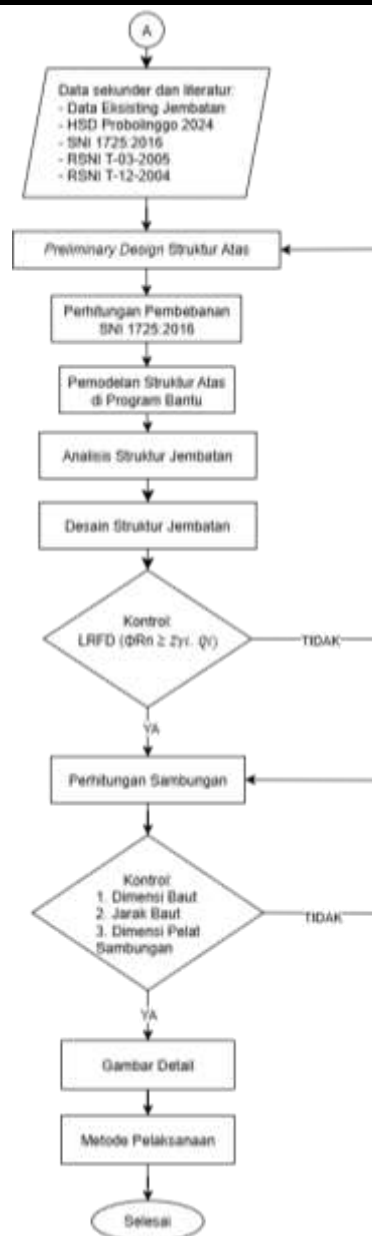 A
Data sekunder dan literatur:
- Data Eksisting Jembatan
- HSD Probolinggo 2024
- SNI 1725:2016
- RSNI T-03-2005
- RSNI T-12-2004
Preliminary Design Struktur Atas
Perhitungan Pembebanan
SNI 1725:2016
Pemodelan Struktur Atas
di Program Bantu
Analisis Struktur Jembatan
Desain Struktur Jembatan
Kontrol:
LRFD (ΦRn ≥ Σγi. Qi)
TIDAK
YA
Perhitungan Sambungan
Kontrol:
1. Dimensi Baut
2. Jarak Baut
3. Dimensi Pelat
Sambungan
TIDAK
YA
Gambar Detail
Metode Pelaksanaan
Selesai